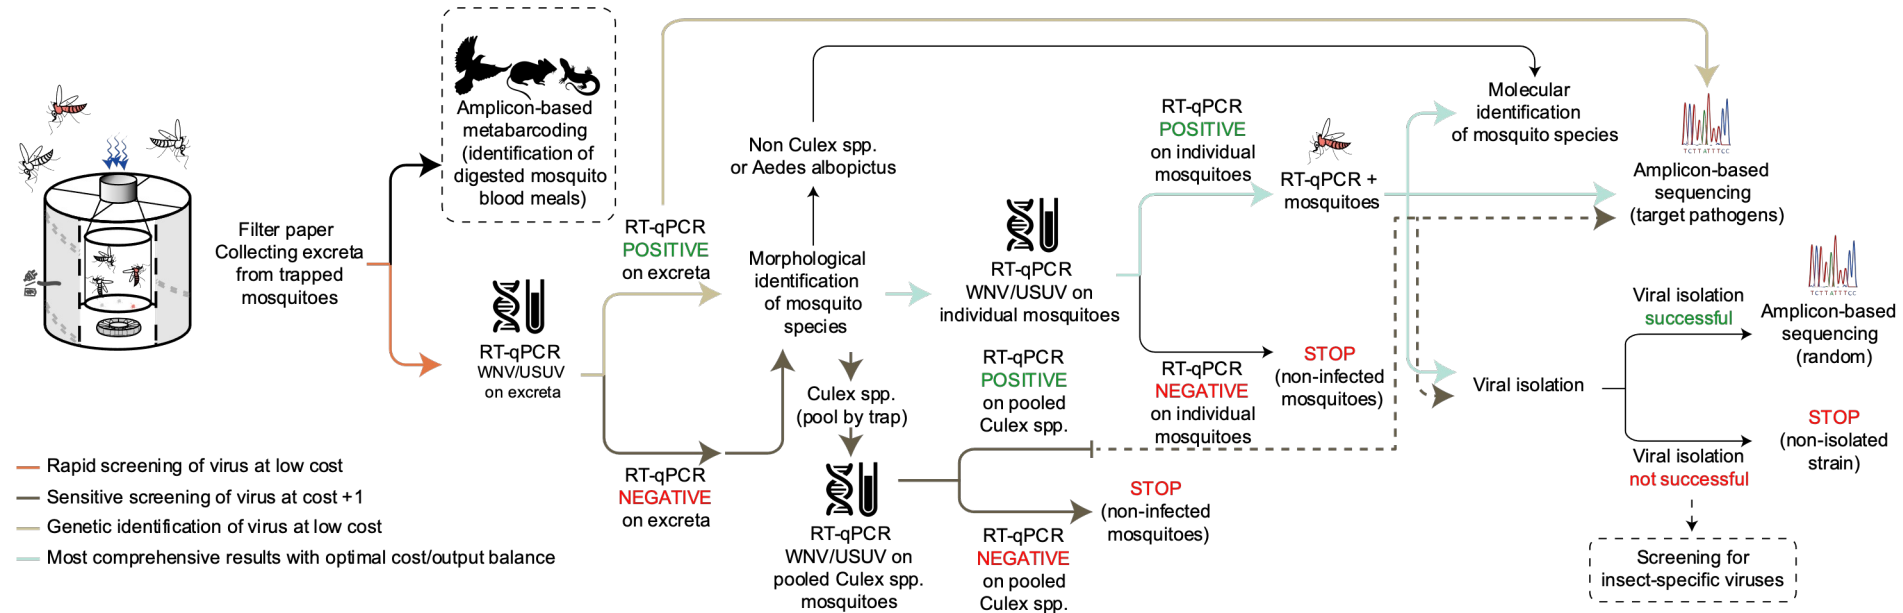 Filter paper
Collecting excreta
from trapped
mosquitoes
Amplicon-based
metabarcoding
(identification of
digested mosquito
blood meals)
RT-qPCR
WNV/USUV
on excreta
RT-qPCR
POSITIVE
on excreta
RT-qPCR
NEGATIVE
on excreta
Non Culex spp.
or Aedes albopictus
Morphological
identification
of mosquito
species
Culex spp.
(pool by trap)
RT-qPCR
WNV/USUV on
pooled Culex spp.
mosquitoes
RT-qPCR
WNV/USUV on
individual mosquitoes
RT-qPCR
POSITIVE
on pooled
Culex spp.
RT-qPCR
NEGATIVE
on pooled
Culex spp.
STOP
(non-infected
mosquitoes)
RT-qPCR
POSITIVE
on individual
mosquitoes
RT-qPCR +
mosquitoes
RT-qPCR
NEGATIVE
on individual
mosquitoes
STOP
(non-infected
mosquitoes)
Molecular
identification
of mosquito species
TCTTATTTCC
Amplicon-based
sequencing
(target pathogens)
Viral isolation
Viral isolation
successful
TCTTATTTCC
Amplicon-based
sequencing
(random)
Viral isolation
not successful
STOP
(non-isolated
strain)
Screening for
insect-specific viruses
Rapid screening of virus at low cost
Sensitive screening of virus at cost +1
Genetic identification of virus at low cost
Most comprehensive results with optimal cost/output balance